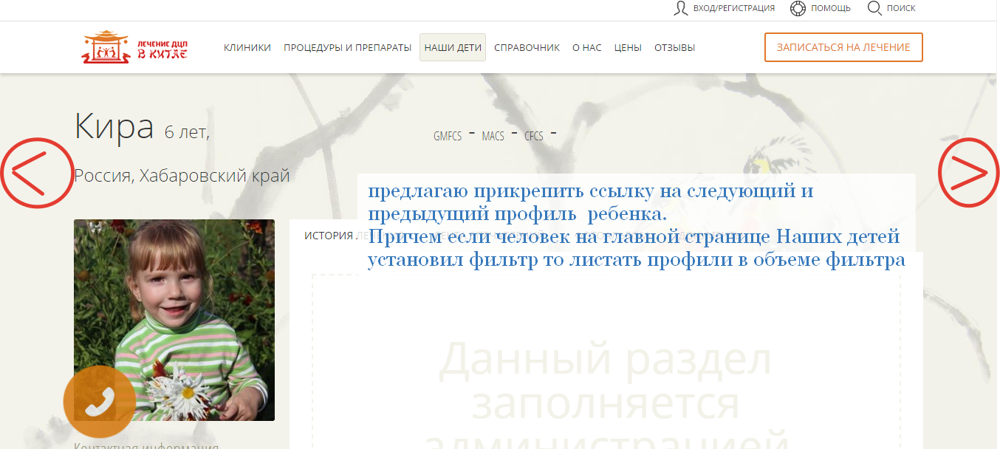 ВХОД/РЕГИСТРАЦИЯ ПОМОЩЬ ПОИСК
ЛЕЧЕНИЕ ДЦП
В КИТАЕ
КЛИНИКИ ПРОЦЕДУРЫ И ПРЕПАРАТЫ НАШИ ДЕТИ СПРАВОЧНИК О НАС ЦЕНЫ ОТЗЫВЫ
ЗАПИСАТЬСЯ НА ЛЕЧЕНИЕ
Кира 6 лет,
GMFCS - MACS - CFCS -
Россия, Хабаровский край
предлагаю прикрепить ссылку на следующий и
предыдущий профиль ребенка.
Причем если человек на главной странице Наших детей
установил фильтр то листать профили в объеме фильтра
ИСТОРИЯ
Данный раздел
заполняется
администрацией
Контактная информация